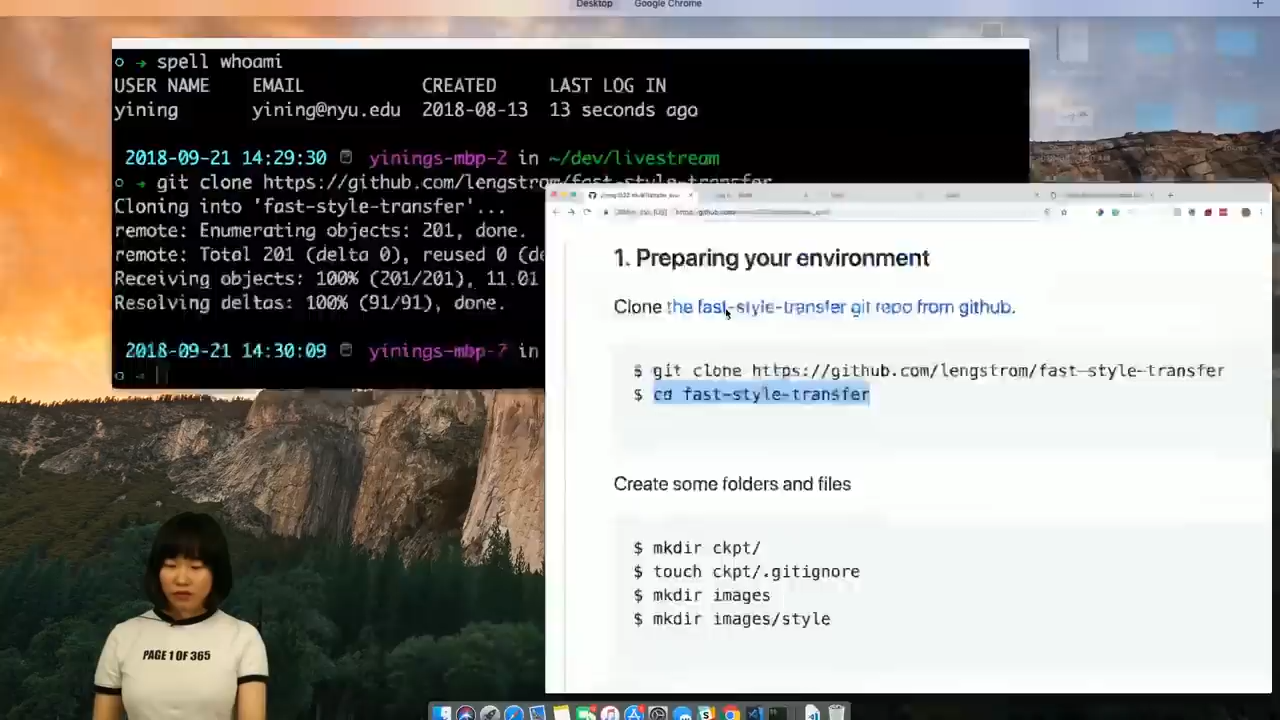 Desktop
Google Chrome
spell whoami
USER NAME EMAIL CREATED LAST LOG IN
yining yining@nyu.edu 2018-08-13 13 seconds ago
2018-09-21 14:29:30 yinings-mbp-2 in ~/dev/livestream
git clone https://github.com/lengstrom/fast-style-transfer
Cloning into 'fast-style-transfer'...
remote: Enumerating objects: 201, done.
remote: Total 201 (delta 0), reused 0 (de
Receiving objects: 100% (201/201), 11.01
Resolving deltas: 100% (91/91), done.
2018-09-21 14:30:09 yinings-mbp-2 in
1. Preparing your environment
Clone the fast-style-transfer git repo from github.
$ git clone https://github.com/lengstrom/fast-style-transfer
$ cd fast-style-transfer
Create some folders and files
$ mkdir ckpt/
$ touch ckpt/.gitignore
$ mkdir images
$ mkdir images/style
PAGE 1 OF 365